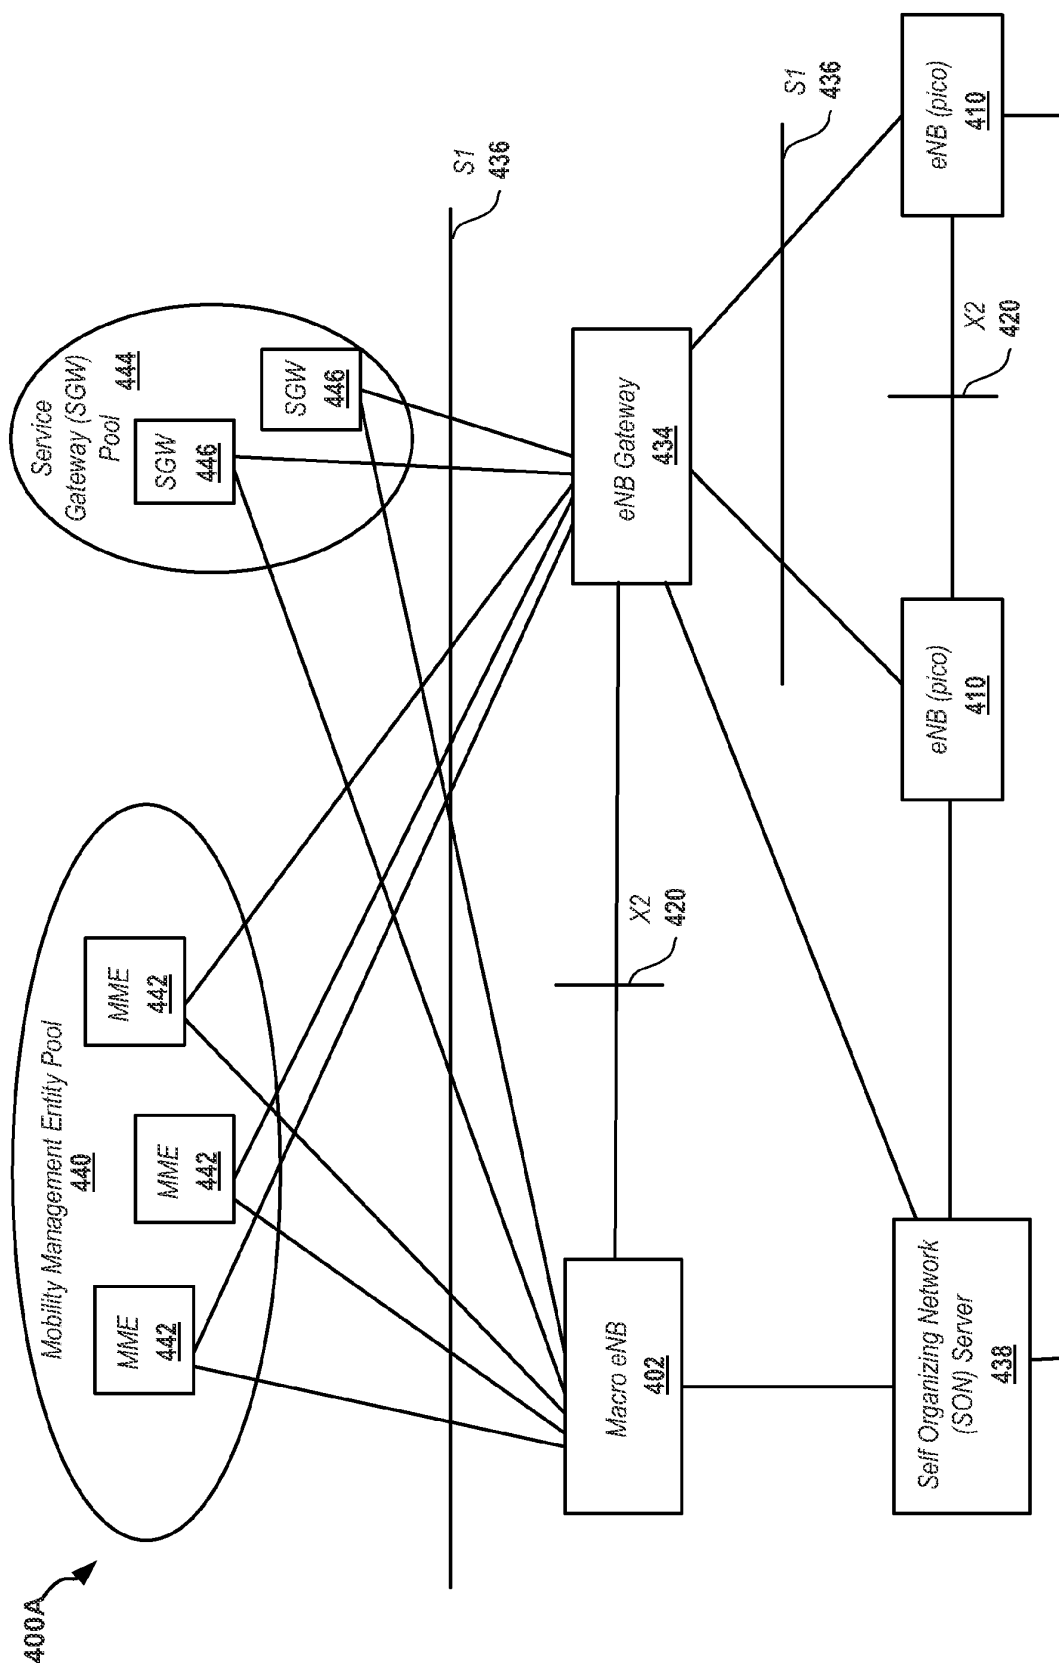 400A
Mobility Management Entity Pool
440
MME
442
MME
442
MME
442
Service
Gateway (SGW)
Pool
444
SGW
446
SGW
446
S1
436
Macro eNB
402
X2
420
eNB Gateway
434
S1
436
Self Organizing Network
(SON) Server
438
eNB (pico)
410
X2
420
eNB (pico)
410